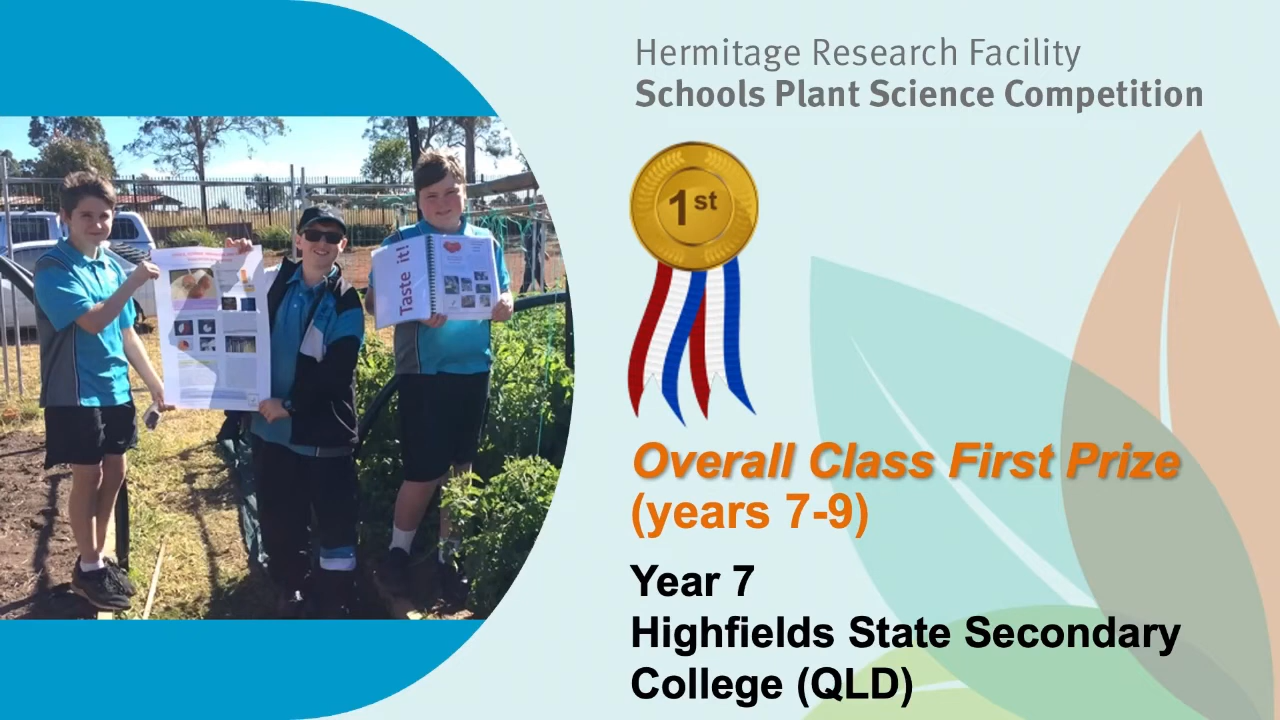 Hermitage Research Facility
Schools Plant Science Competition
1st
Taste it!
Overall Class First Prize
(years 7-9)
Year 7
Highfields State Secondary
College (QLD)